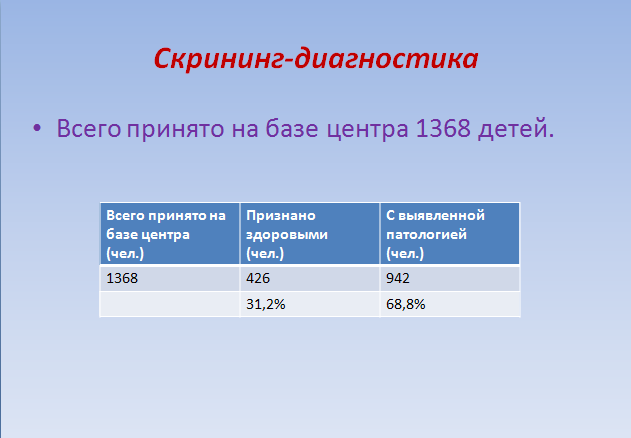 Скрининг-диагностика
• Всего принято на базе центра 1368 детей.
Всего принято на базе центра (чел.) Признано здоровыми (чел.) С выявленной патологией (чел.)
1368 426 942
31,2% 68,8%